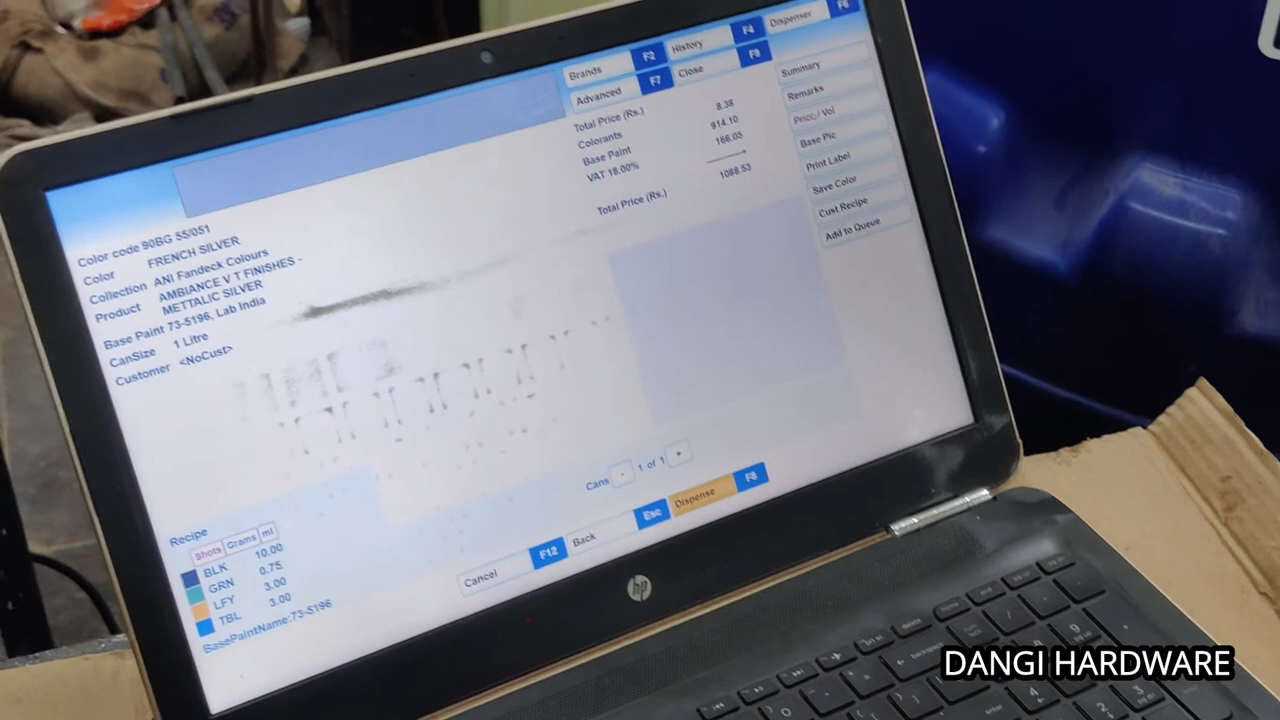 Brands F2 History F4 Dispenser F6
Advanced F7 Close F9
Total Price (Rs.)
Colorants 8.38
Base Paint 914.10
VAT 18.00% 166.05
Total Price (Rs.) 1088.53
Summary
Remarks
Price/ Vol
Base Pic
Print Label
Save Color
Cust Recipe
Add to Queue
Color code 90BG 55/051
Color FRENCH SILVER
Collection ANI Fandeck Colours
Product AMBIANCE V T FINISHES -
METTALIC SILVER
Base Paint 73-5196, Lab India
CanSize 1 Litre
Customer <NoCust>
Cans - 1 of 1 +
Recipe
Shots Grams ml
BLK 10.00
GRN 0.75
LFY 3.00
TBL 3.00
BasePaintName:73-5196
Cancel F12 Back Esc Dispense F8
hp
DANGI HARDWARE